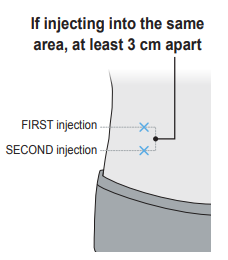 If injecting into the same
area, at least 3 cm apart
FIRST injection
SECOND injection